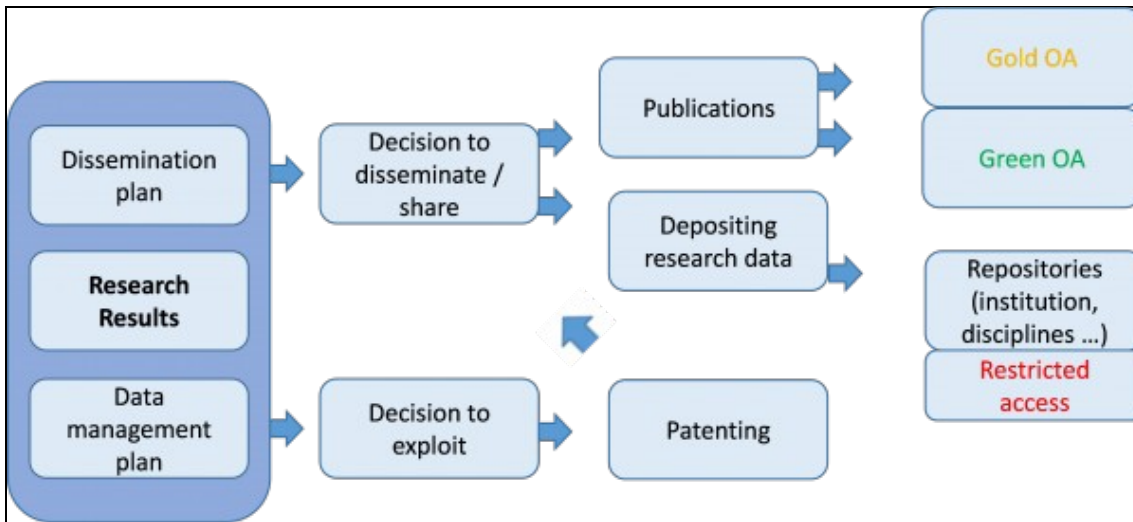 Dissemination
plan
Research
Results
Data
management
plan
Decision to
disseminate /
share
Decision to
exploit
Publications
Depositing
research data
Patenting
Gold OA
Green OA
Repositories
(institution,
disciplines ...)
Restricted
access